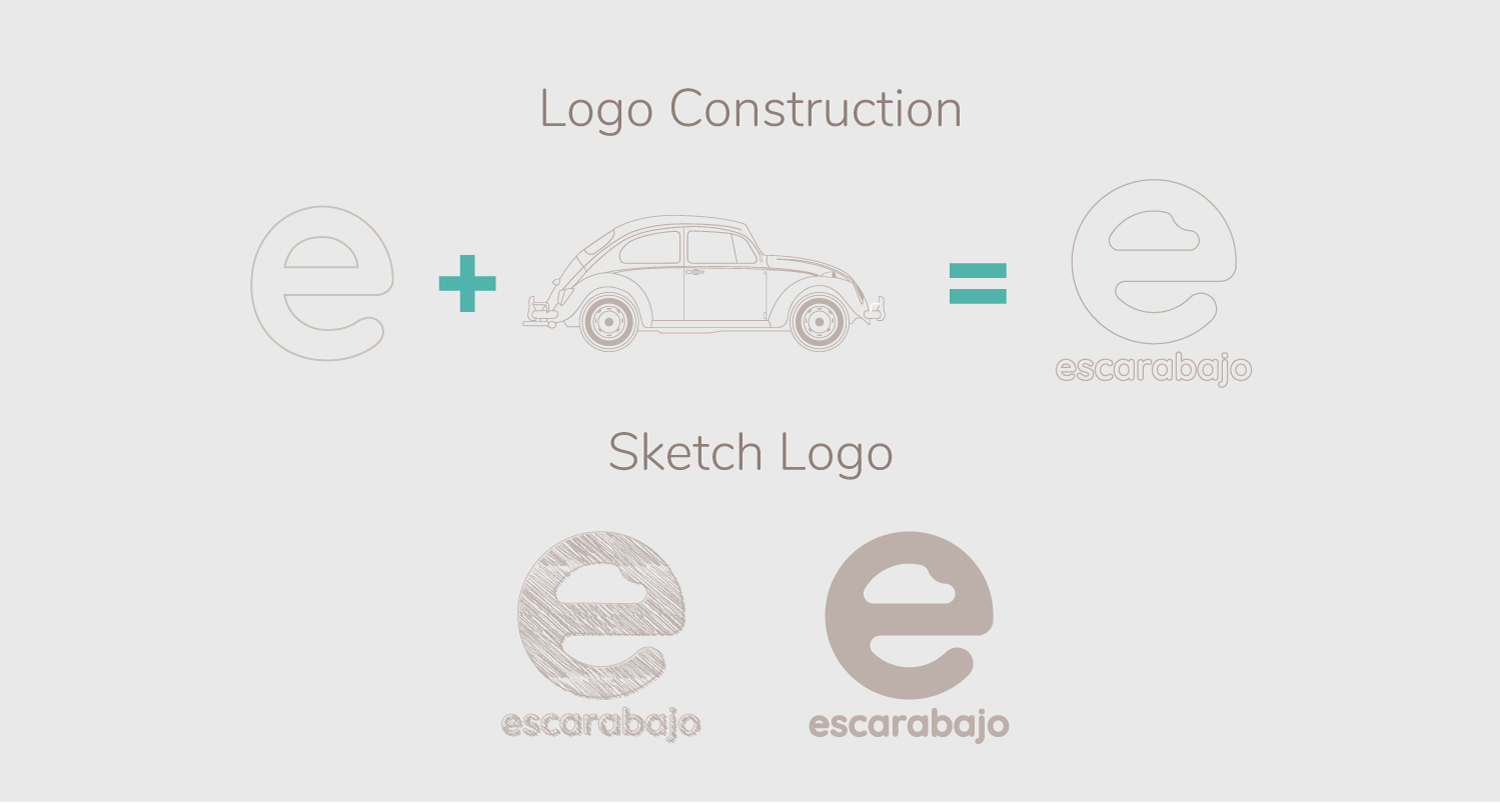 Logo Construction
e + = e
escarabajo
Sketch Logo
e e
escarabajo escarabajo